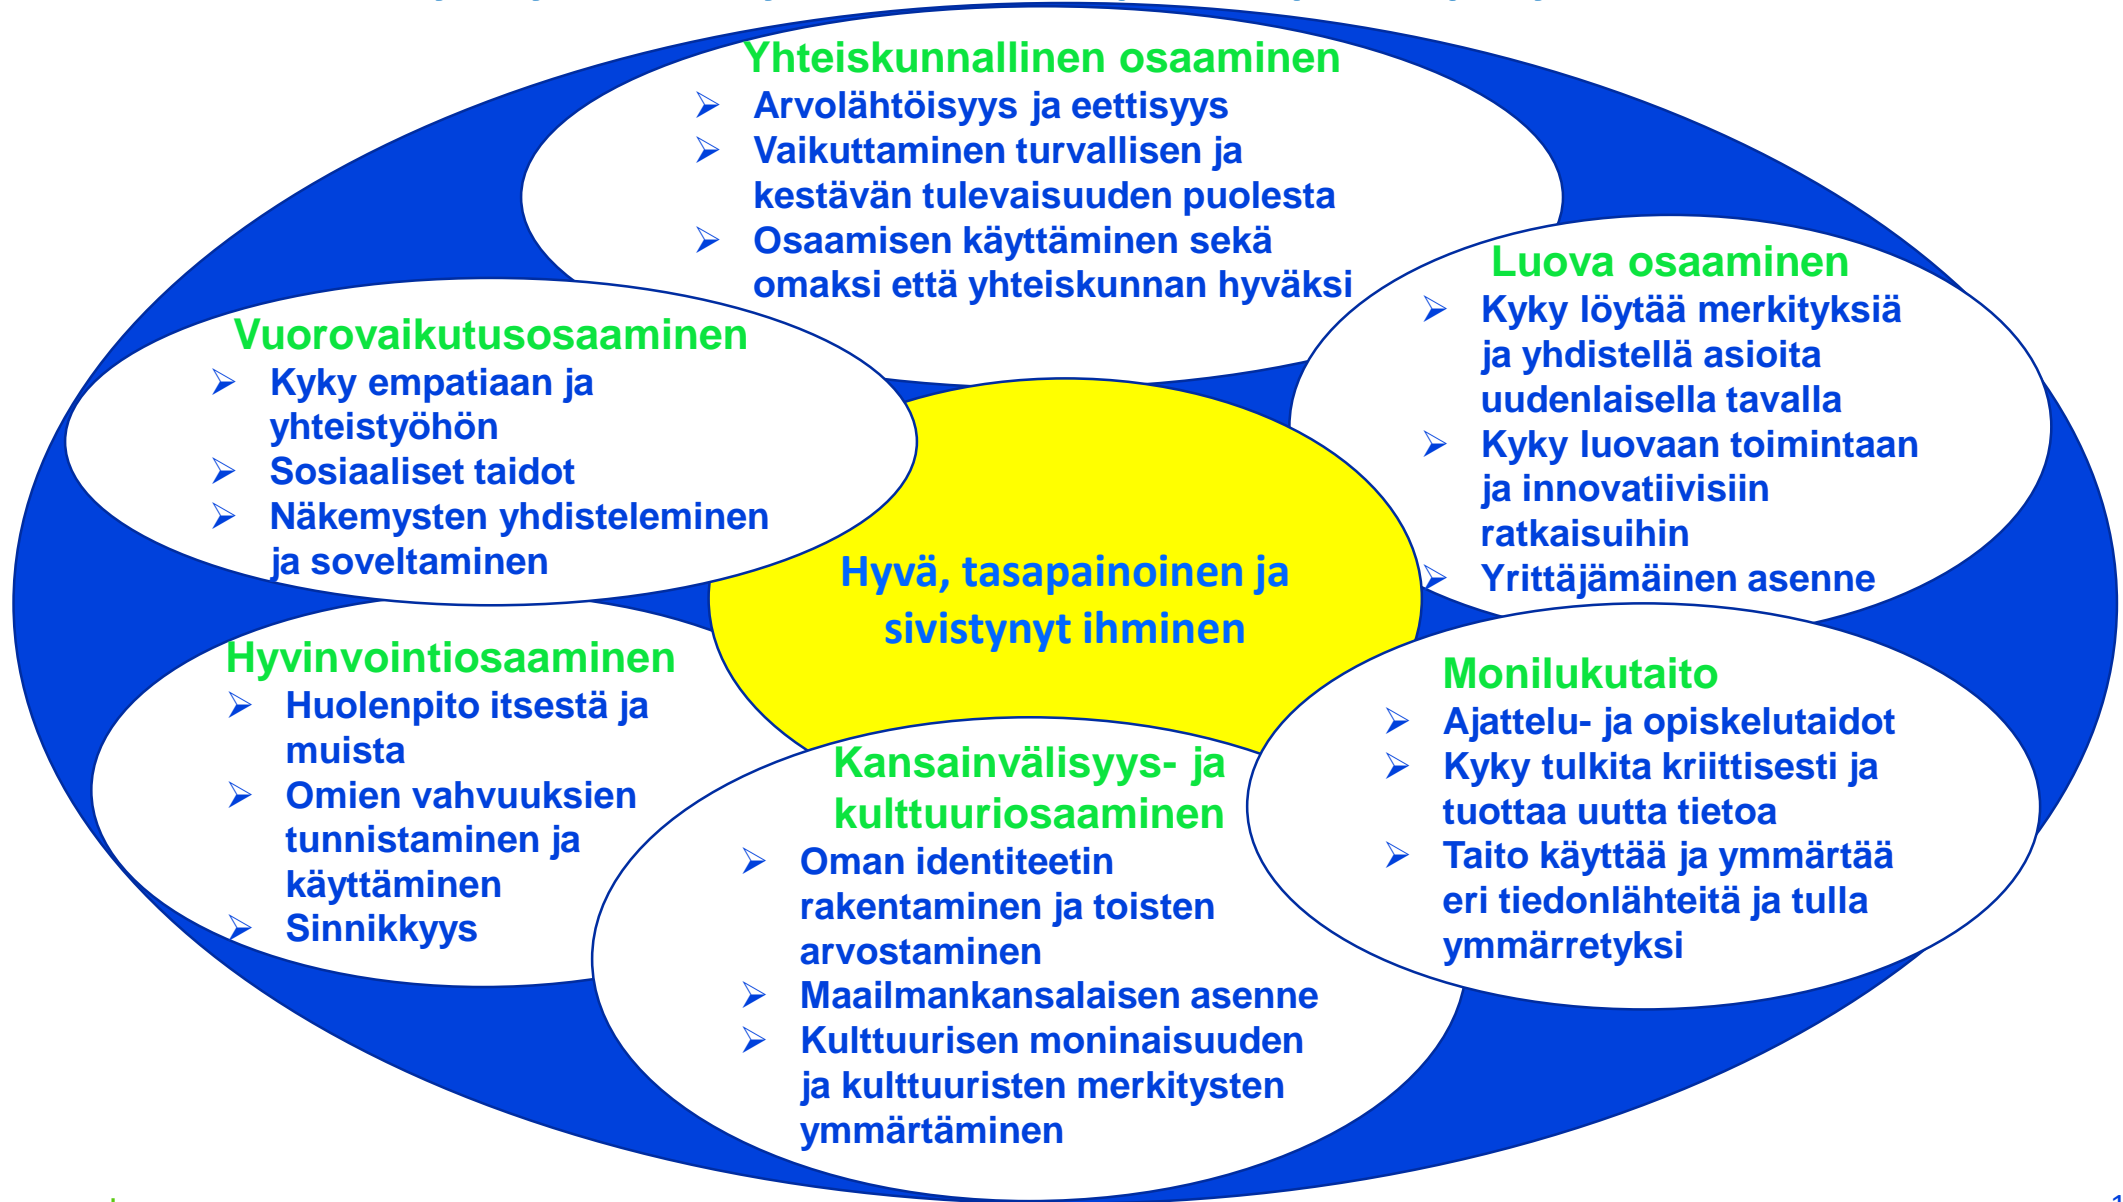 Yhteiskunnallinen osaaminen
➢ Arvolähtöisyys ja eettisyys
➢ Vaikuttaminen turvallisen ja
kestävän tulevaisuuden puolesta
➢ Osaamisen käyttäminen sekä
omaksi että yhteiskunnan hyväksi
Luova osaaminen
➢ Kyky löytää merkityksiä
ja yhdistellä asioita
uudenlaisella tavalla
➢ Kyky luovaan toimintaan
ja innovatiivisiin
ratkaisuihin
➢ Yrittäjämäinen asenne
Vuorovaikutusosaaminen
➢ Kyky empatiaan ja
yhteistyöhön
➢ Sosiaaliset taidot
➢ Näkemysten yhdisteleminen
ja soveltaminen
Hyvä, tasapainoinen ja
sivistynyt ihminen
Hyvinvointiosaaminen
➢ Huolenpito itsestä ja
muista
➢ Omien vahvuuksien
tunnistaminen ja
käyttäminen
➢ Sinnikkyys
Kansainvälisyys- ja
kulttuuriosaaminen
➢ Oman identiteetin
rakentaminen ja toisten
arvostaminen
➢ Maailmankansalaisen asenne
➢ Kulttuurisen moninaisuuden
ja kulttuuristen merkitysten
ymmärtäminen
Monilukutaito
➢ Ajattelu- ja opiskelutaidot
➢ Kyky tulkita kriittisesti ja
tuottaa uutta tietoa
➢ Taito käyttää ja ymmärtää
eri tiedonlähteitä ja tulla
ymmärretyksi